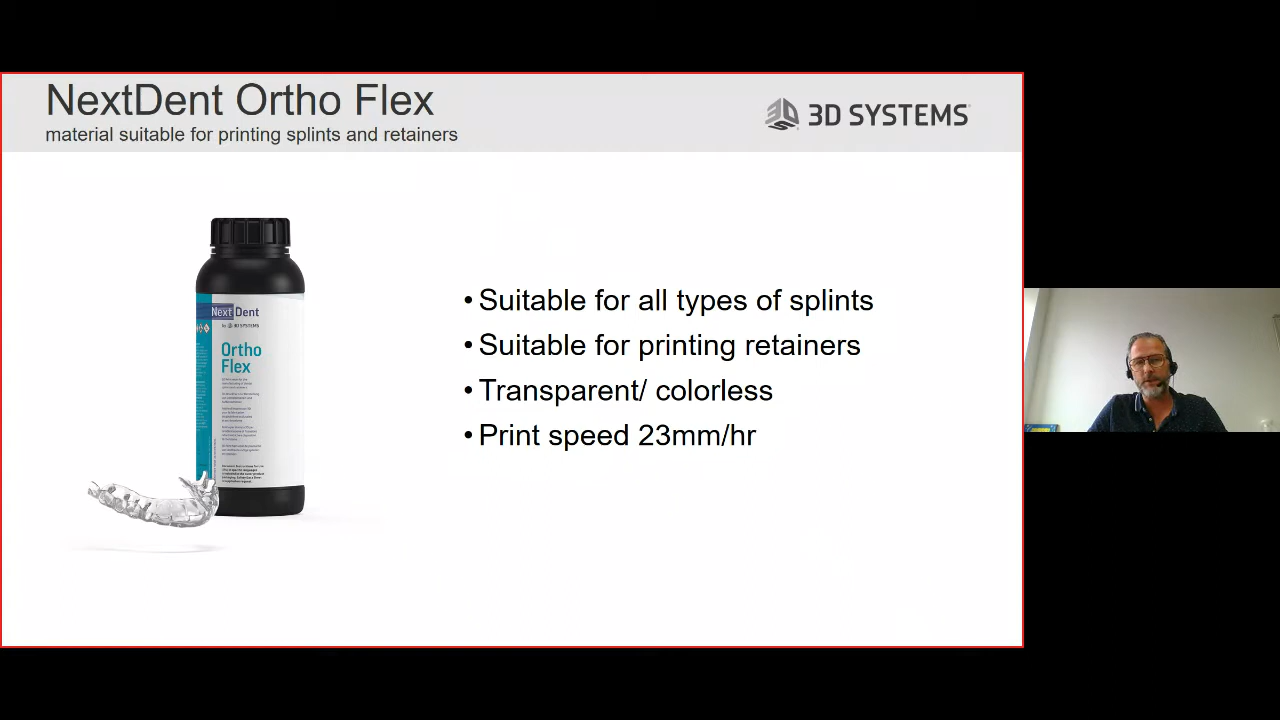 NextDent Ortho Flex
material suitable for printing splints and retainers
3D SYSTEMS
NextDent
by 3D SYSTEMS
Ortho
Flex
• Suitable for all types of splints
• Suitable for printing retainers
• Transparent/ colorless
• Print speed 23mm/hr